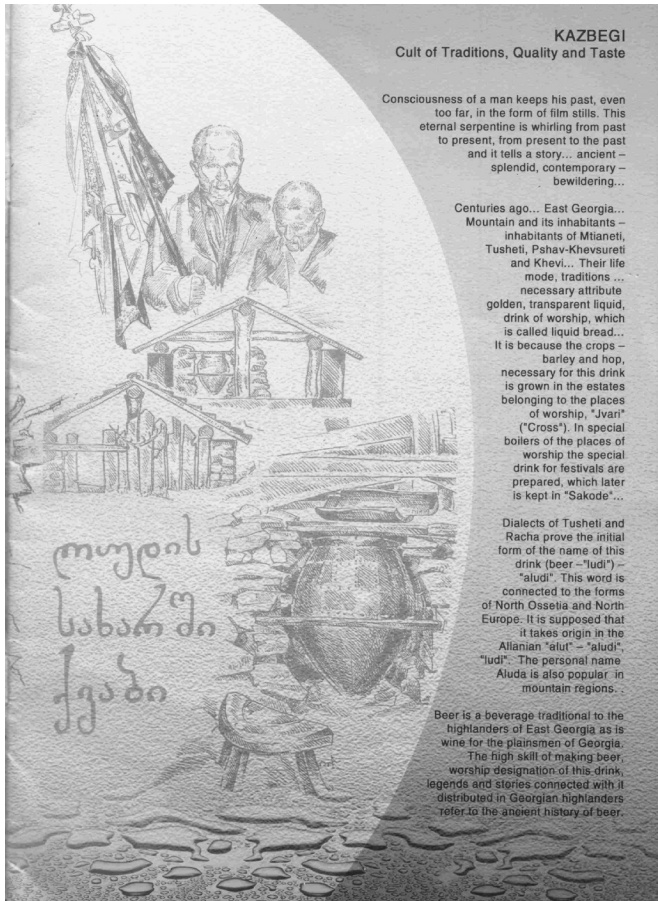 KAZBEGI
Cult of Traditions, Quality and Taste
Consciousness of a man keeps his past, even
too far, in the form of film stills. This
eternal serpentine is whirling from past
to present, from present to the past
and it tells a story... ancient –
splendid, contemporary –
bewildering...
Centuries ago... East Georgia...
Mountain and its inhabitants –
inhabitants of Mtianeti,
Tusheti, Pshav-Khevsureti
and Khevi... Their life
mode, traditions ...
necessary attribute
golden, transparent liquid,
drink of worship, which
is called liquid bread...
It is because the crops –
barley and hop,
necessary for this drink
is grown in the estates
belonging to the places
of worship, "Jvari"
("Cross"). In special
boilers of the places of
worship the special
drink for festivals are
prepared, which later
is kept in "Sakode"...
Dialects of Tusheti and
Racha prove the initial
form of the name of this
drink (beer –"ludi") –
"aludi". This word is
connected to the forms
of North Ossetia and North
Europe. It is supposed that
it takes origin in the
Allanian "alut" – "aludi",
"ludi". The personal name
Aluda is also popular in
mountain regions.
Beer is a beverage traditional to the
highlanders of East Georgia as is
wine for the plainsmen of Georgia.
The high skill of making beer,
worship designation of this drink,
legends and stories connected with it
distributed in Georgian highlanders
refer to the ancient history of beer.
ლუდის
სახარში
ქვაბი